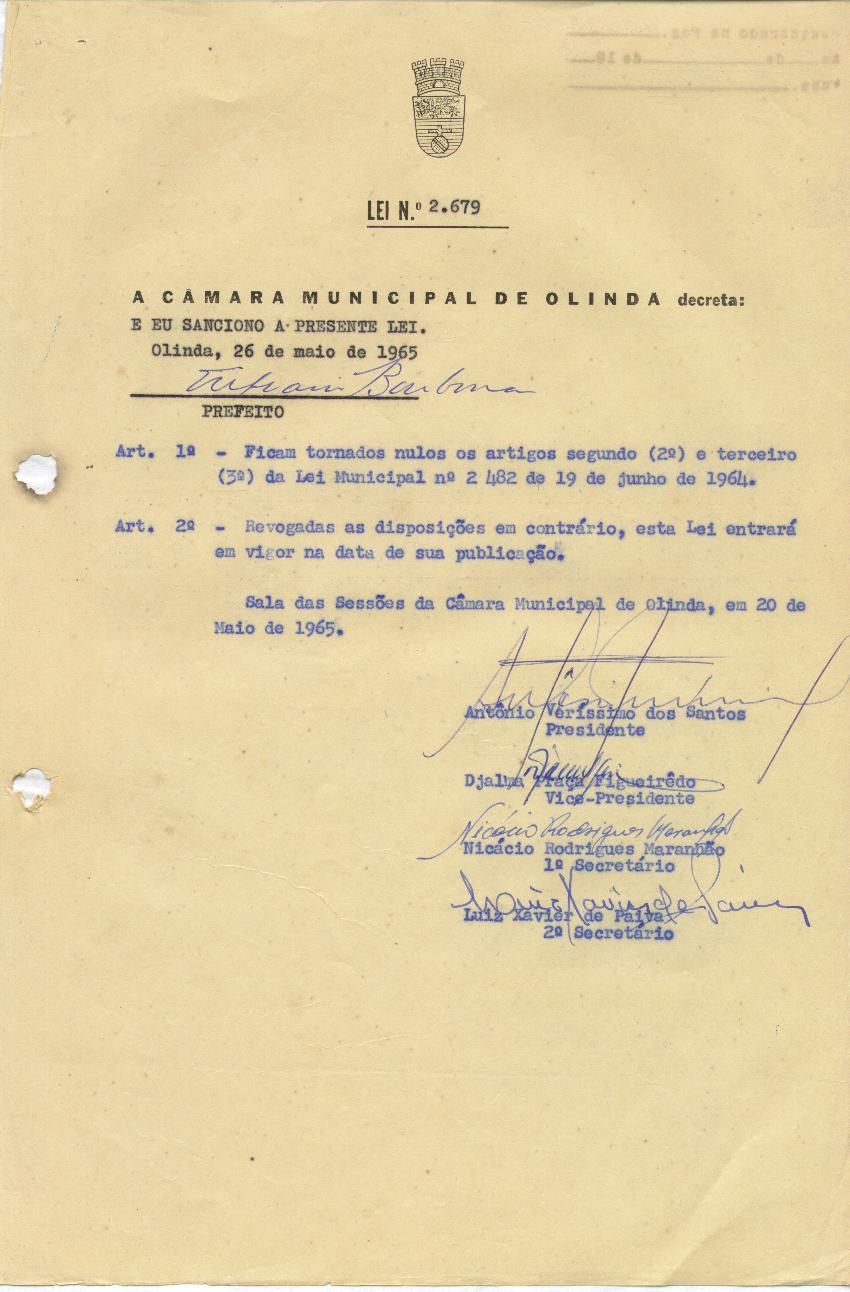 LEI N.º 2.679
A CÂMARA MUNICIPAL DE OLINDA decreta:
E EU SANCIONO A PRESENTE LEI.
Olinda, 26 de maio de 1965
Barbosa
PREFEITO
Art. 1º - Ficam tornados nulos os artigos segundo (2º) e terceiro
(3º) da Lei Municipal nº 2 482 de 19 de junho de 1964.
Art. 2º - Revogadas as disposições em contrário, esta Lei entrará
em vigor na data de sua publicação.
Sala das Sessões da Câmara Municipal de Olinda, em 20 de
Maio de 1965.
Antônio Veríssimo dos Santos
Presidente
Djalma Praça Figueirêdo
Vice-Presidente
Nicácio Rodrigues Maranhão
Nicácio Rodrigues Maranhão
1º Secretário
Luiz Xavier de Paiva
Luiz Xavier de Paiva
2º Secretário